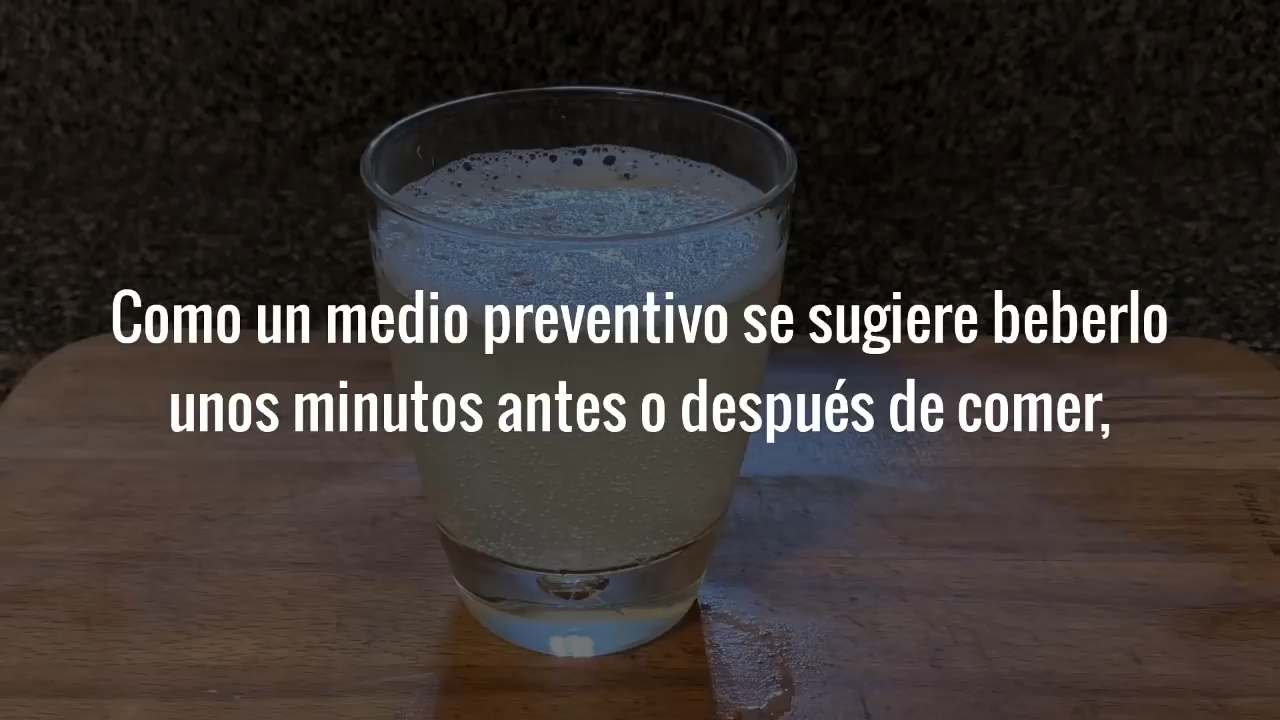 Como un medio preventivo se sugiere beberlo
unos minutos antes o después de comer,